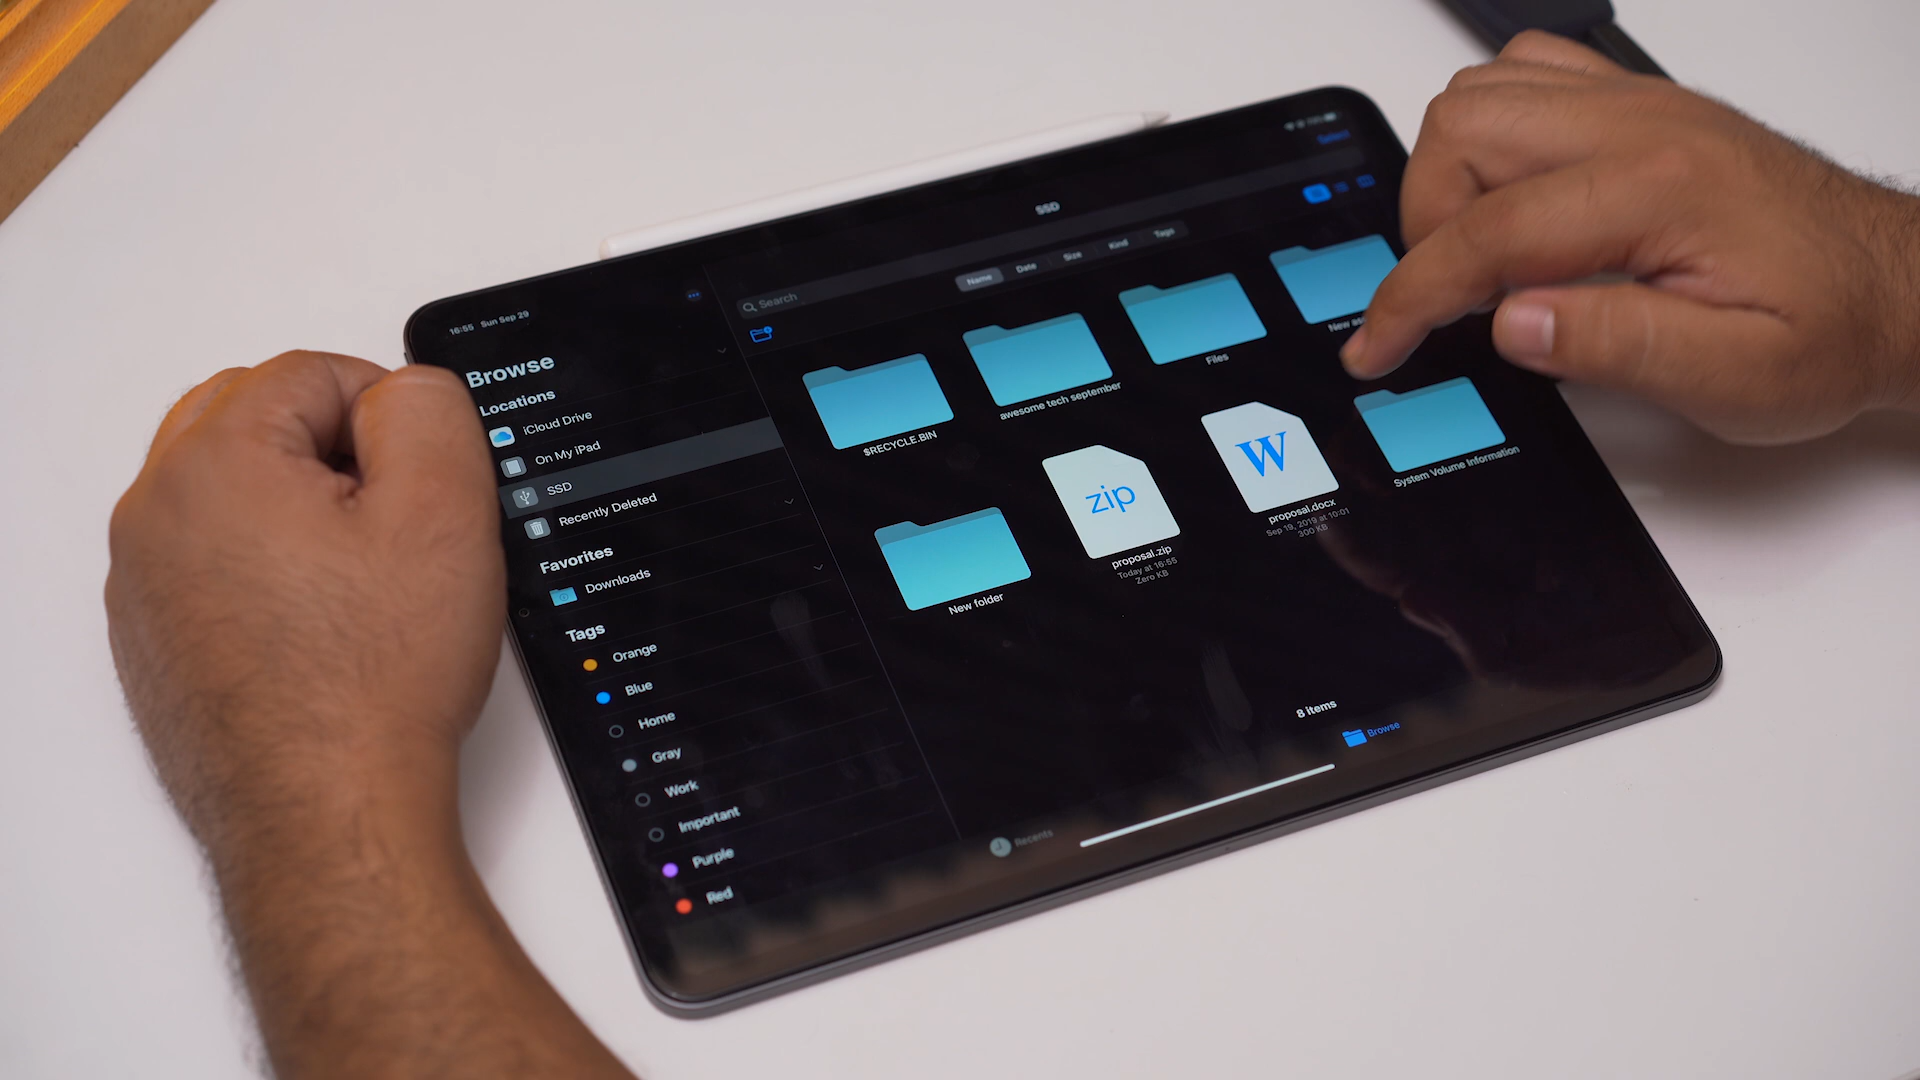 16:55 Sun Sep 29
Browse
Locations
iCloud Drive
On My iPad
SSD
Recently Deleted
Favorites
Downloads
Tags
Orange
Blue
Home
Gray
Work
Important
Purple
Red
Select
SSD
Search
Name Date Size Kind Tags
$RECYCLE.BIN
awesome tech september
Files
New
New folder
zip
proposal.zip
Today at 16:55
Zero KB
W
proposal.docx
Sep 19, 2019 at 10:01
300 KB
System Volume Information
8 items
Recents
Browse